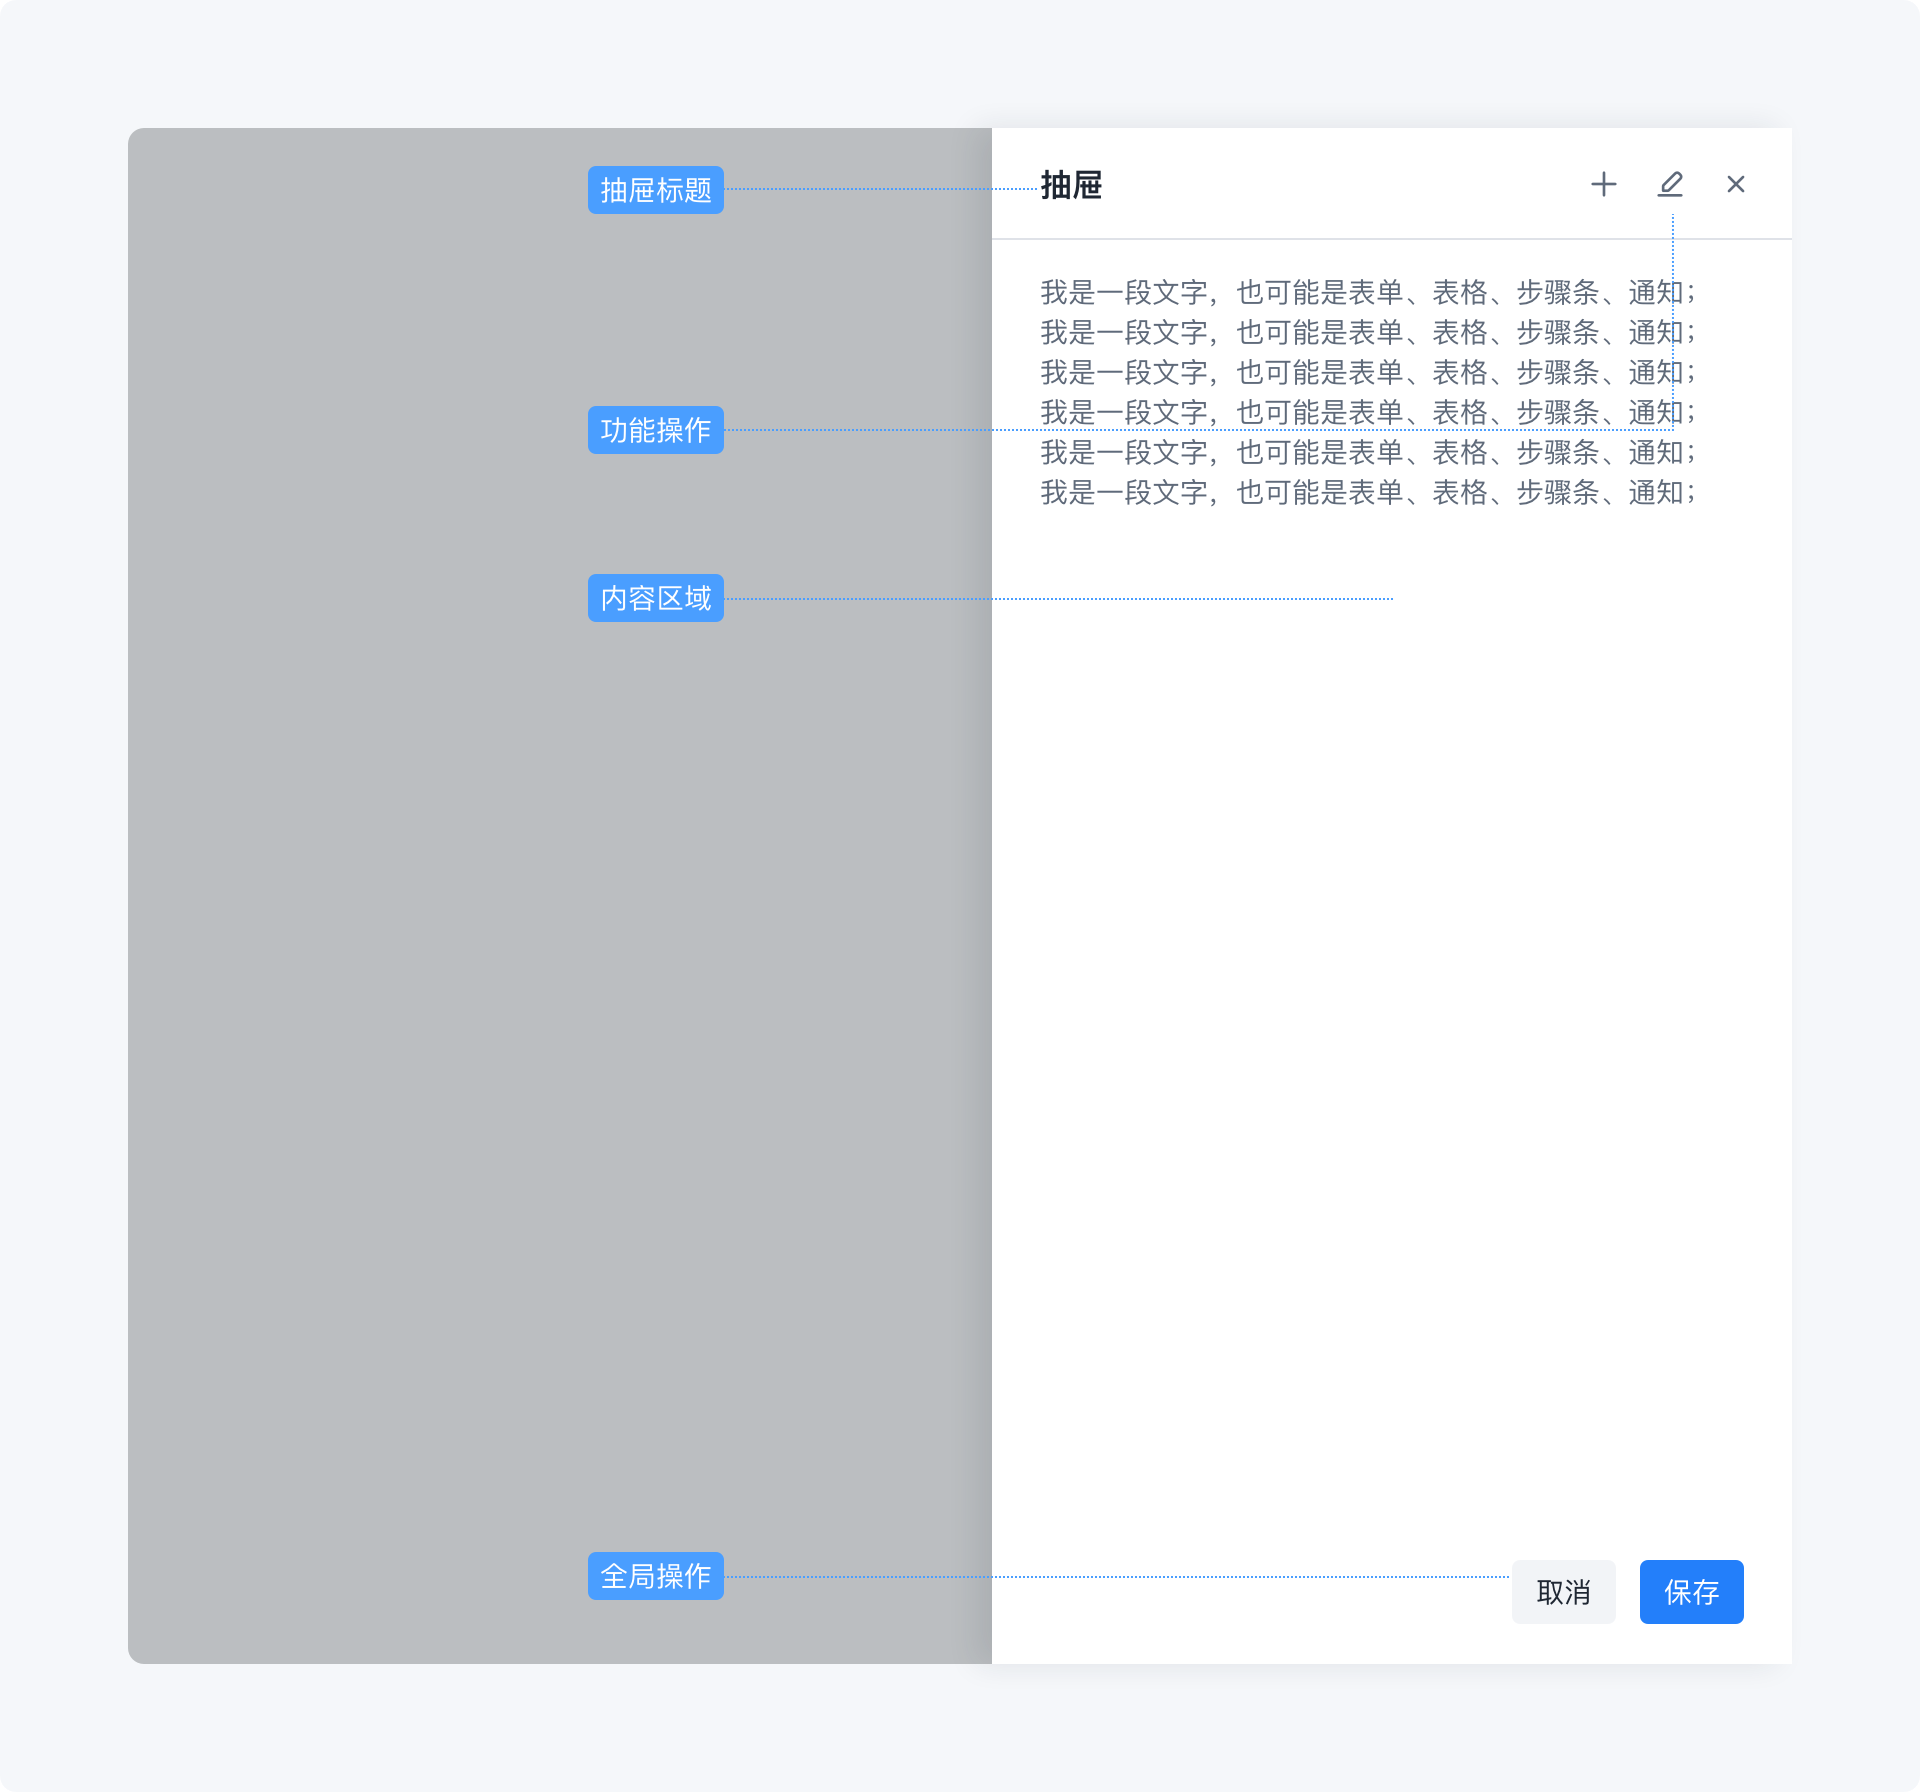 抽屉标题
抽屉
我是一段文字，也可能是表单、表格、步骤条、通知；
我是一段文字，也可能是表单、表格、步骤条、通知；
我是一段文字，也可能是表单、表格、步骤条、通知；
我是一段文字，也可能是表单、表格、步骤条、通知；
功能操作
我是一段文字，也可能是表单、表格、步骤条、通知；
我是一段文字，也可能是表单、表格、步骤条、通知；
内容区域
全局操作
取消
保存